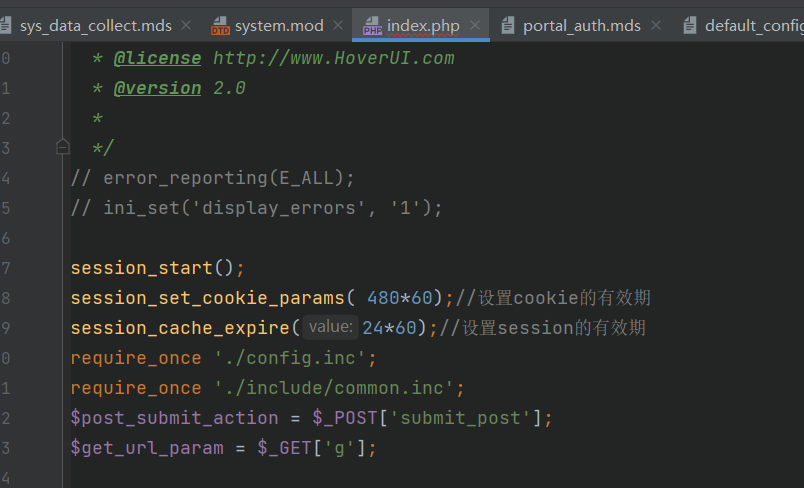 sys_data_collect.mds × system.mod × index.php × portal_auth.mds × default_config
0 * @license http://www.HoverUI.com
1 * @version 2.0
2 *
3 */
4 // error_reporting(E_ALL);
5 // ini_set('display_errors', '1');
6
7 session_start();
8 session_set_cookie_params( 480*60);//设置cookie的有效期
9 session_cache_expire( value: 24*60);//设置session的有效期
0 require_once './config.inc';
1 require_once './include/common.inc';
2 $post_submit_action = $_POST['submit_post'];
3 $get_url_param = $_GET['g'];
4